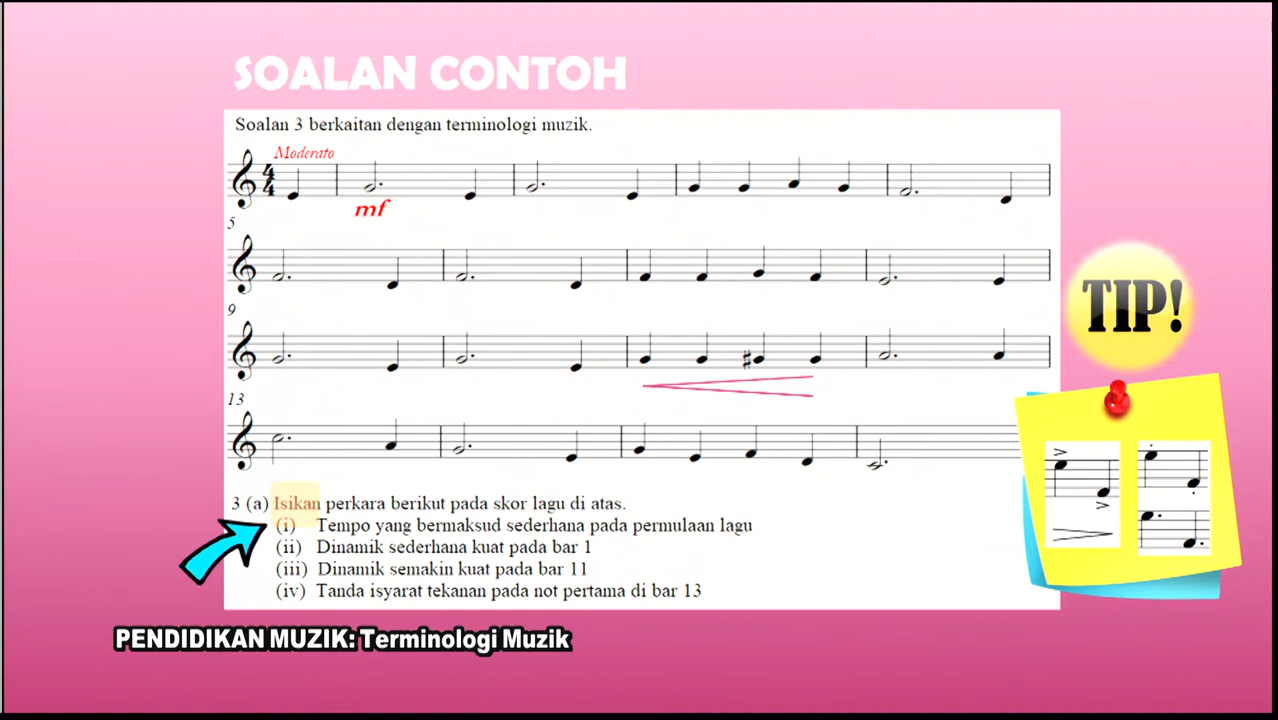 SOALAN CONTOH
Soalan 3 berkaitan dengan terminologi muzik.
Moderato
4
4
mf
5
9
13
TIP!
3 (a) Isikan perkara berikut pada skor lagu di atas.
(i) Tempo yang bermaksud sederhana pada permulaan lagu
(ii) Dinamik sederhana kuat pada bar 1
(iii) Dinamik semakin kuat pada bar 11
(iv) Tanda isyarat tekanan pada not pertama di bar 13
PENDIDIKAN MUZIK: Terminologi Muzik